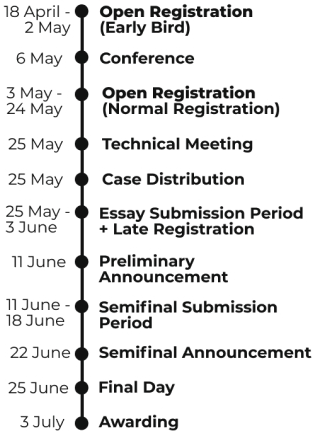 18 April - Open Registration
2 May (Early Bird)
6 May Conference
3 May - Open Registration
24 May (Normal Registration)
25 May Technical Meeting
25 May Case Distribution
25 May - Essay Submission Period
3 June + Late Registration
11 June Preliminary
Announcement
11 June - Semifinal Submission
18 June Period
22 June Semifinal Announcement
25 June Final Day
3 July Awarding